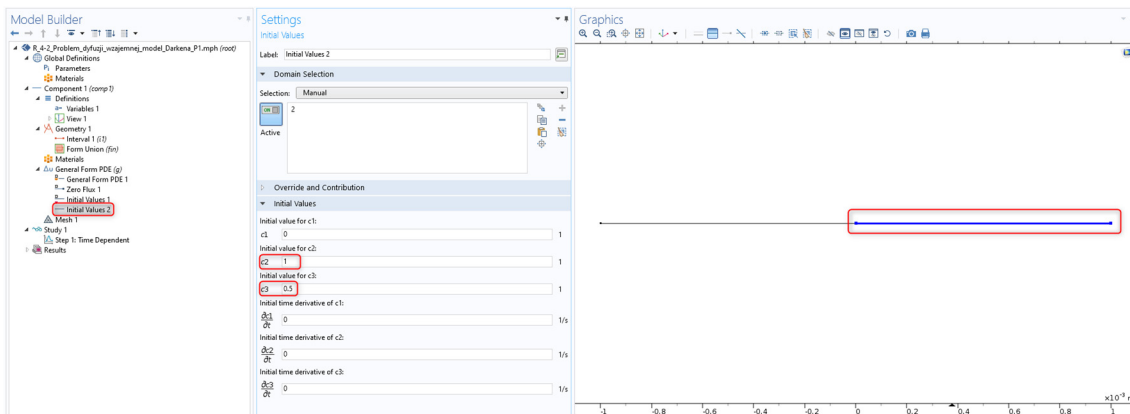 Model Builder
R_4-2_Problem_dyfuzji_wzajemnej_model_Darkena_P1.mph (root)
Global Definitions
Pi Parameters
Materials
Component 1 (comp1)
Definitions
a= Variables 1
View 1
Geometry 1
Interval 1 (i1)
Form Union (fin)
Materials
Δu General Form PDE (g)
General Form PDE 1
Zero Flux 1
Initial Values 1
Initial Values 2
Mesh 1
Study 1
Step 1: Time Dependent
Results
Settings
Initial Values
Label: Initial Values 2
Domain Selection
Selection: Manual
2
Active
Override and Contribution
Initial Values
Initial value for c1:
c1 0 1
Initial value for c2:
c2 1 1
Initial value for c3:
c3 0.5 1
Initial time derivative of c1:
∂c1/∂t 0 1/s
Initial time derivative of c2:
∂c2/∂t 0 1/s
Initial time derivative of c3:
∂c3/∂t 0 1/s
Graphics
×10⁻³
-1 -0.8 -0.6 -0.4 -0.2 0 0.2 0.4 0.6 0.8 1